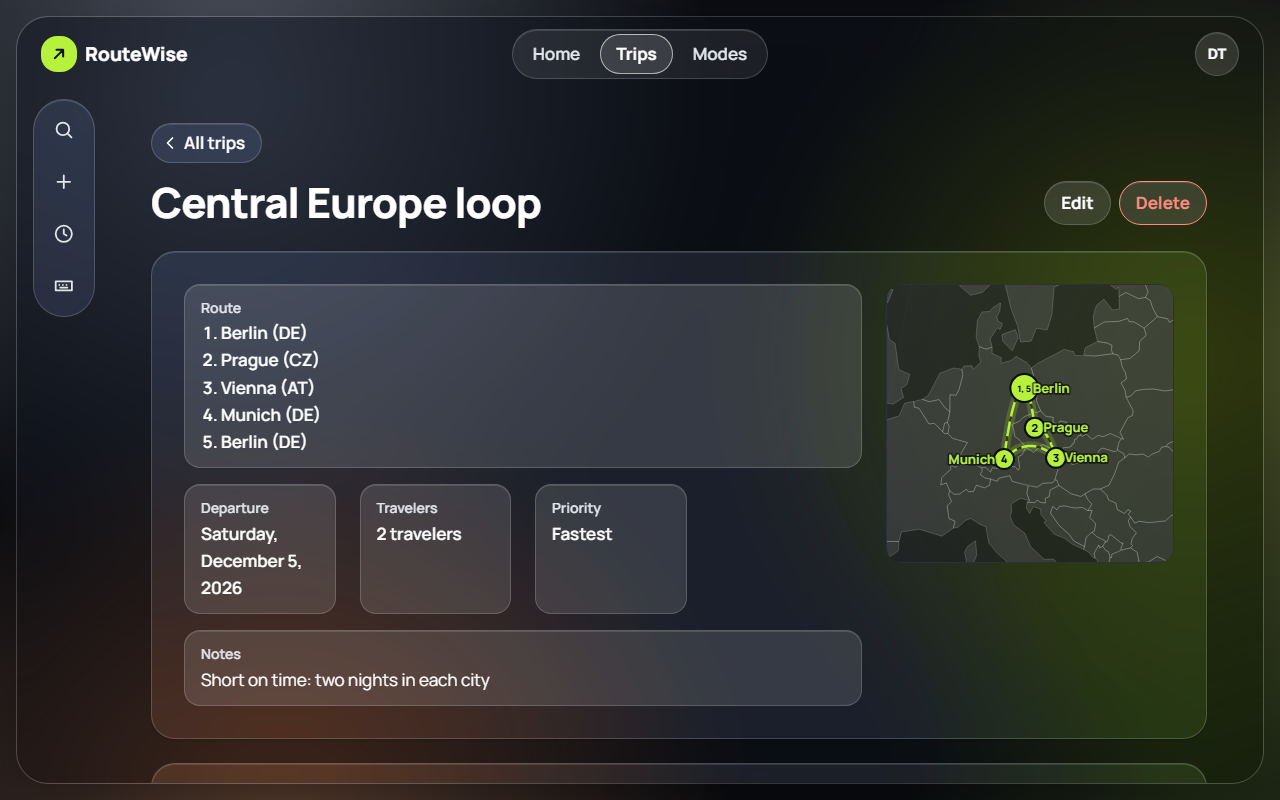 RouteWise
Home
Trips
Modes
DT
All trips
Central Europe loop
Edit
Delete
Route
1. Berlin (DE)
2. Prague (CZ)
3. Vienna (AT)
4. Munich (DE)
5. Berlin (DE)
1, 5 Berlin
2 Prague
Munich 4
3 Vienna
Departure
Saturday,
December 5,
2026
Travelers
2 travelers
Priority
Fastest
Notes
Short on time: two nights in each city